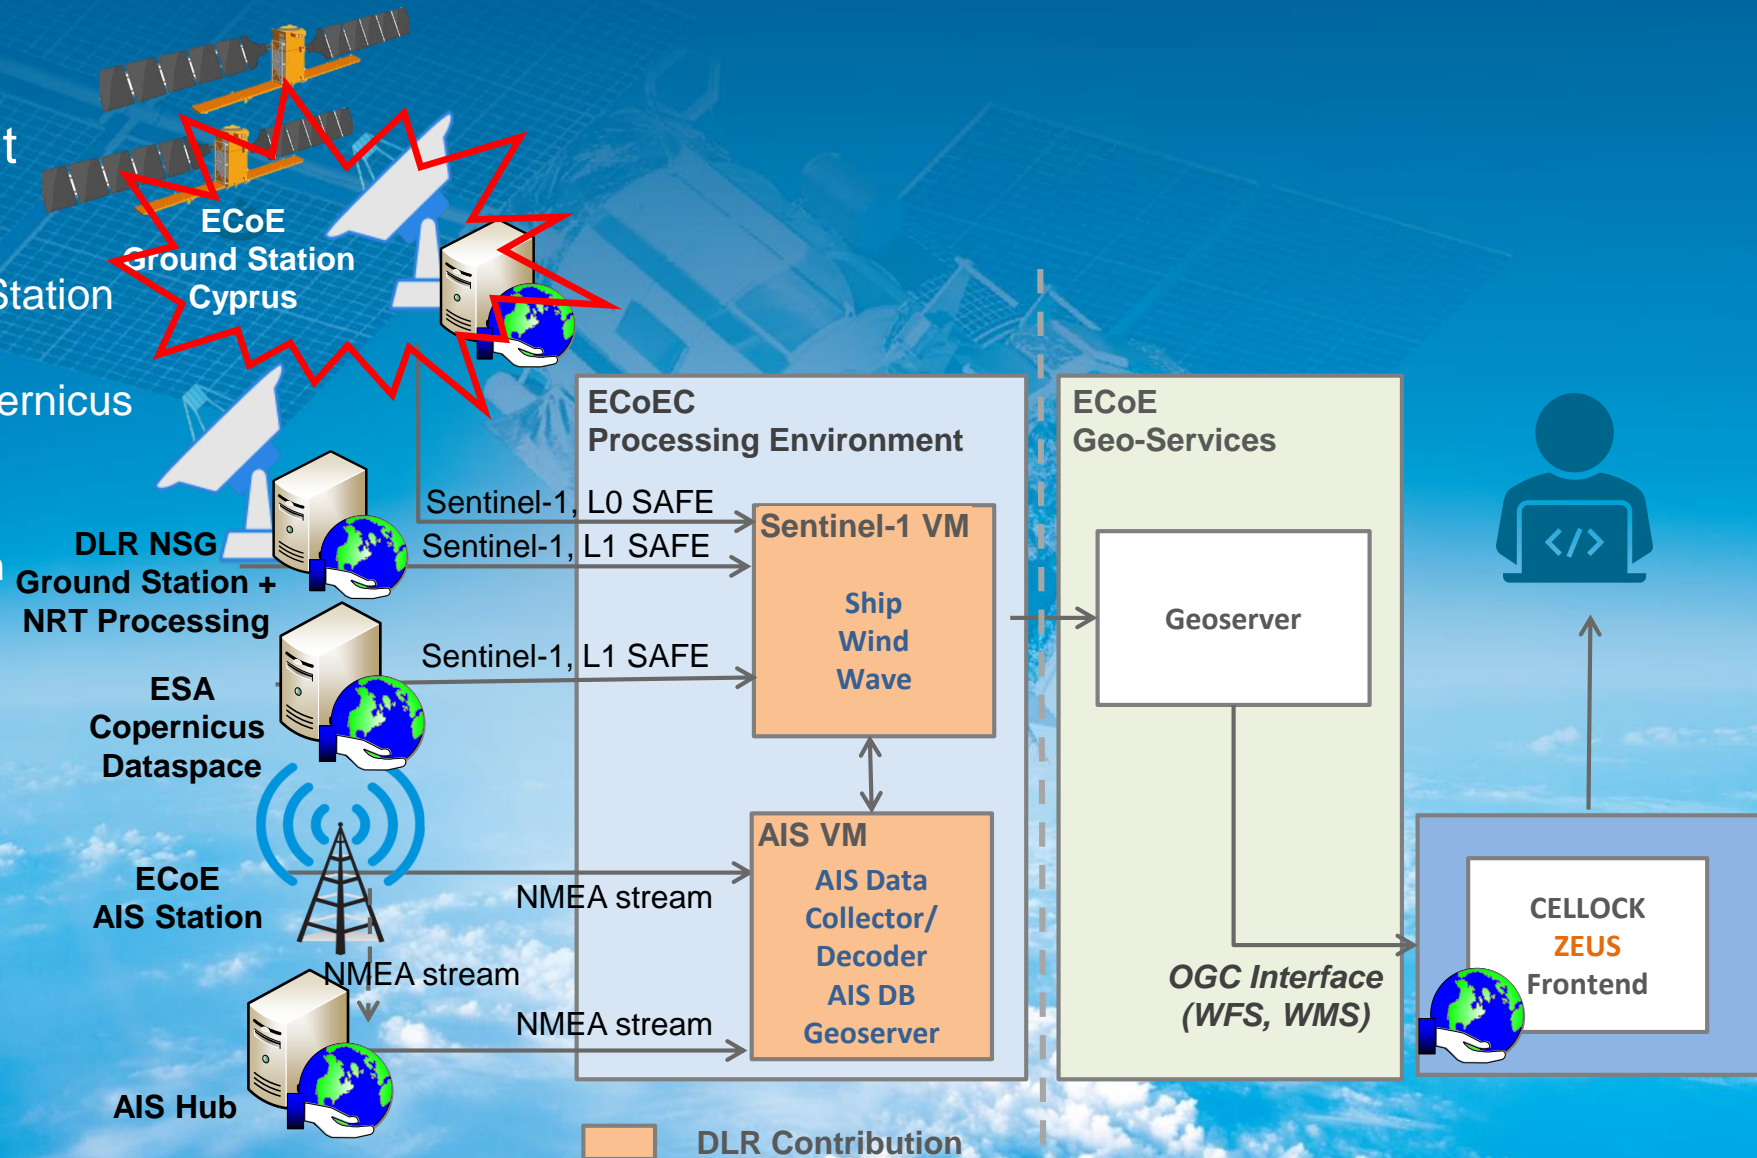 t
Station
ernicus
n
ECoE
Ground Station
Cyprus
DLR NSG
Ground Station +
NRT Processing
ESA
Copernicus
Dataspace
ECoE
AIS Station
AIS Hub
Sentinel-1, L0 SAFE
Sentinel-1, L1 SAFE
Sentinel-1, L1 SAFE
NMEA stream
NMEA stream
NMEA stream
ECoEC
Processing Environment
Sentinel-1 VM
Ship
Wind
Wave
AIS VM
AIS Data
Collector/
Decoder
AIS DB
Geoserver
ECoE
Geo-Services
Geoserver
OGC Interface
(WFS, WMS)
</>
CELLOCK
ZEUS
Frontend
DLR Contribution